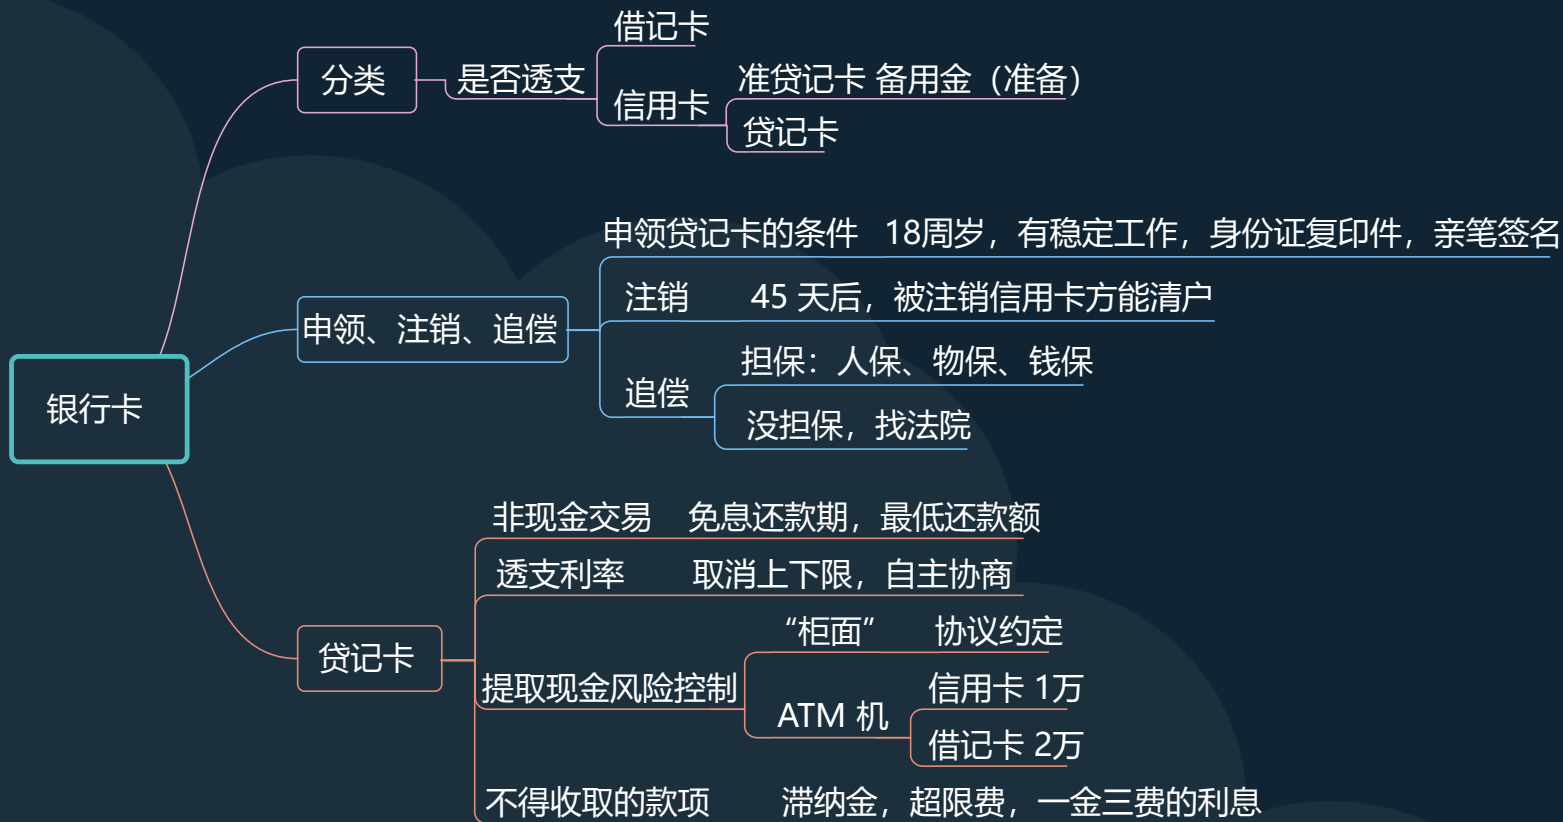 银行卡
分类
是否透支
借记卡
信用卡
准贷记卡 备用金（准备）
贷记卡
申领、注销、追偿
申领贷记卡的条件 18周岁，有稳定工作，身份证复印件，亲笔签名
注销 45 天后，被注销信用卡方能清户
追偿
担保：人保、物保、钱保
没担保，找法院
贷记卡
非现金交易 免息还款期，最低还款额
透支利率 取消上下限，自主协商
提取现金风险控制
“柜面” 协议约定
ATM 机
信用卡 1万
借记卡 2万
不得收取的款项 滞纳金，超限费，一金三费的利息